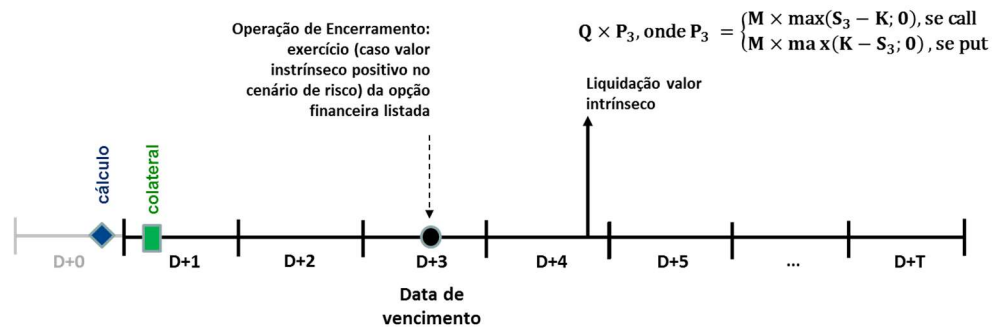 Operação de Encerramento:
exercício (caso valor
instrínseco positivo no
cenário de risco) da opção
financeira listada
Q × P₃, onde P₃ = {M × max(S₃ − K; 0), se call
M × ma x(K − S₃; 0) , se put
Liquidação valor
intrínseco
cálculo
colateral
D+0 D+1 D+2 D+3 D+4 D+5 ... D+T
Data de
vencimento